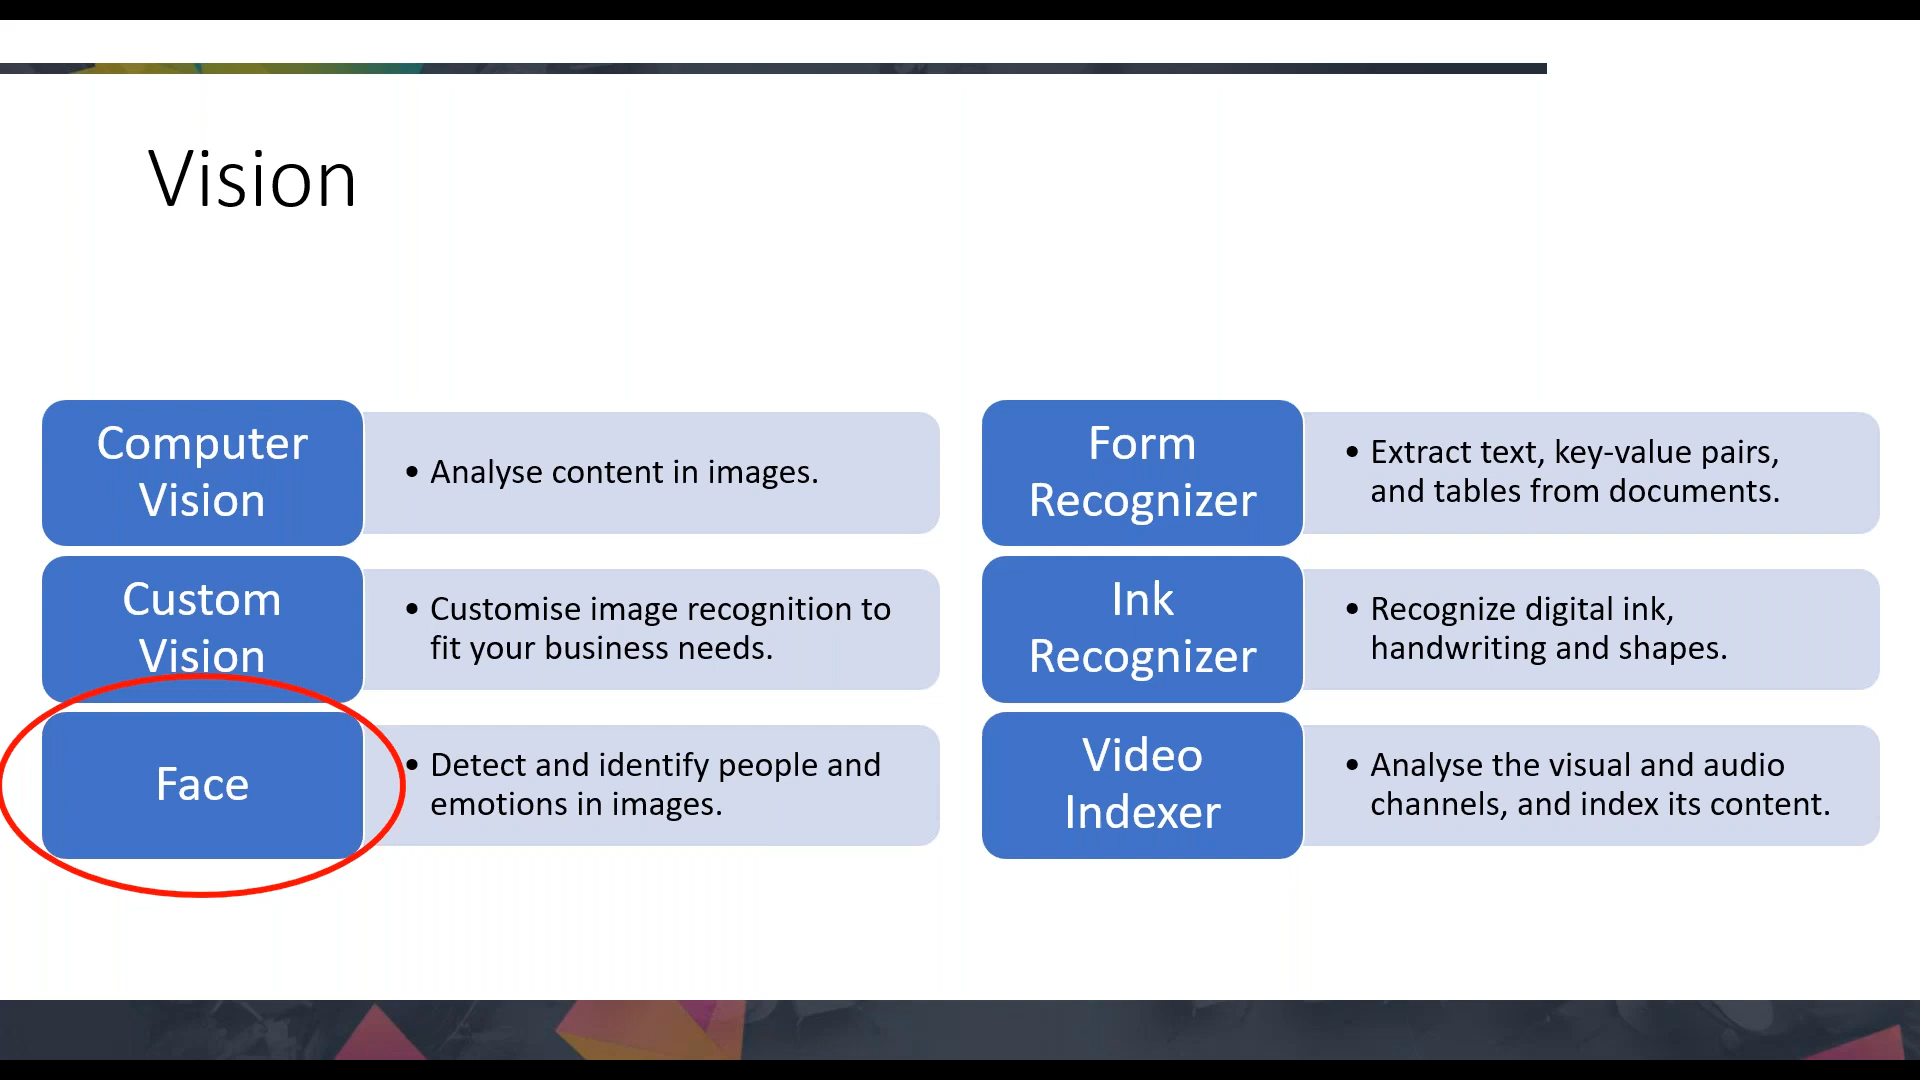 Vision
Computer
Vision
• Analyse content in images.
Custom
Vision
• Customise image recognition to
fit your business needs.
Face
• Detect and identify people and
emotions in images.
Form
Recognizer
• Extract text, key-value pairs,
and tables from documents.
Ink
Recognizer
• Recognize digital ink,
handwriting and shapes.
Video
Indexer
• Analyse the visual and audio
channels, and index its content.